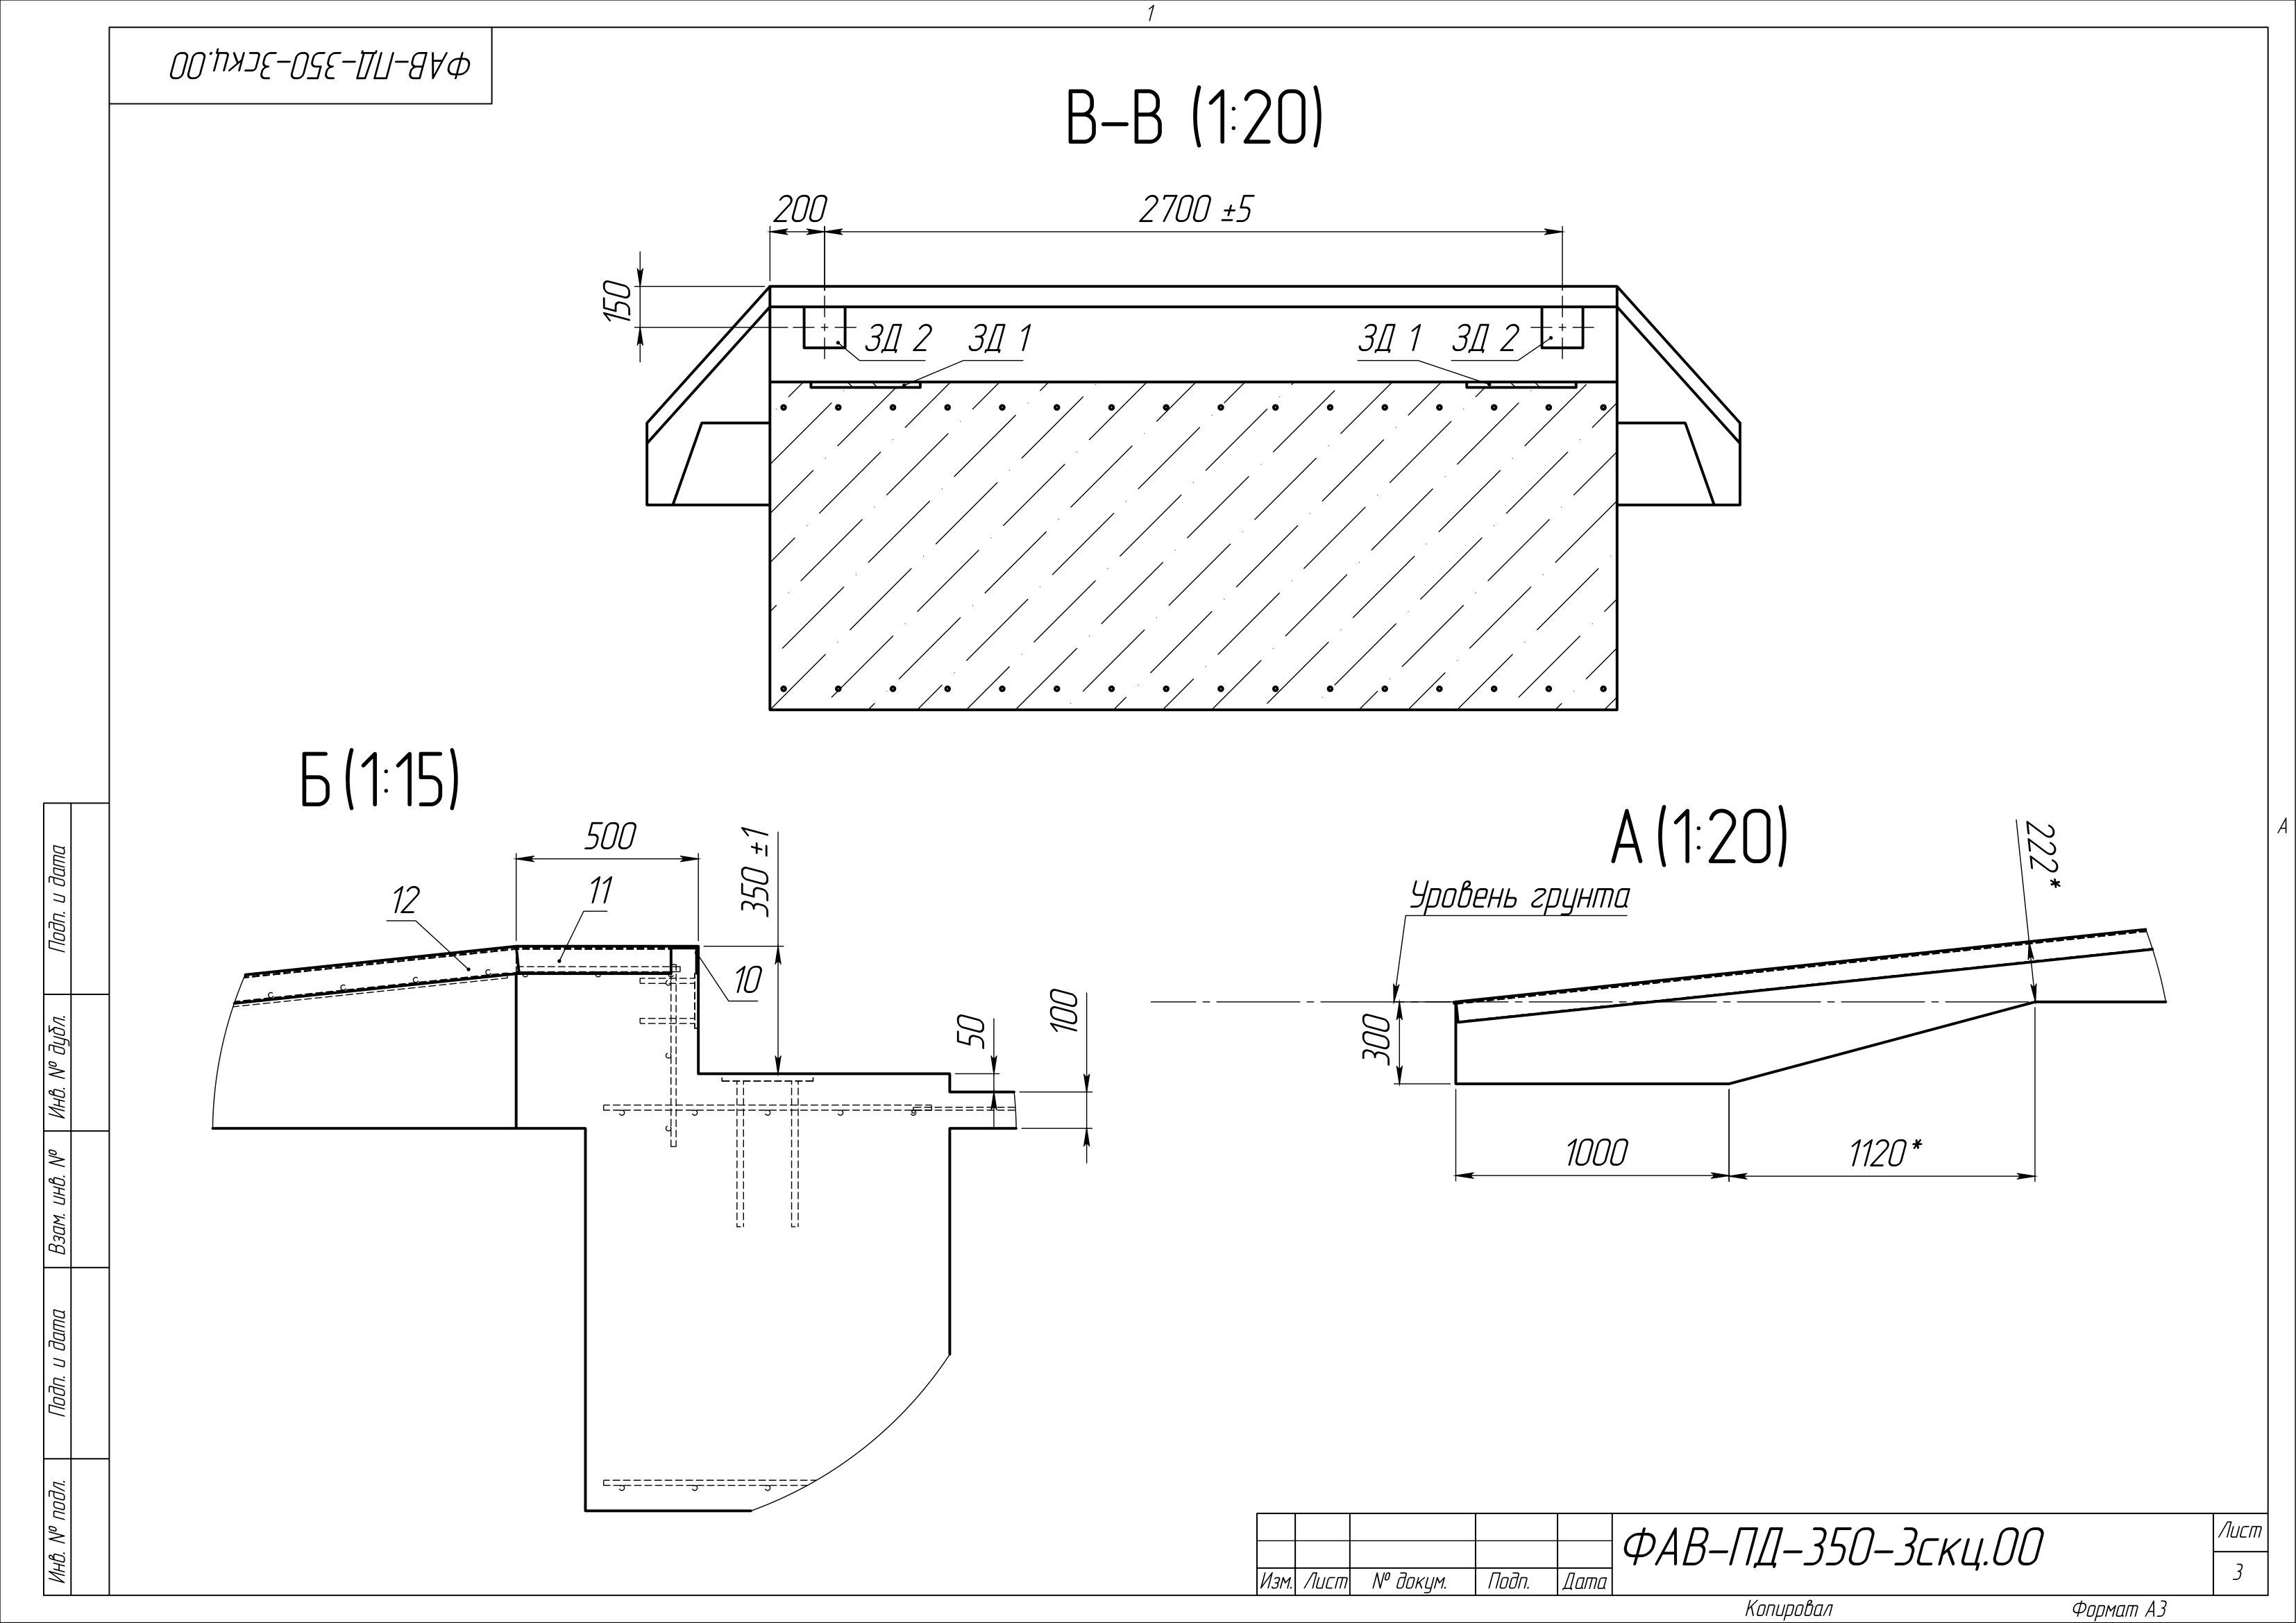 1
ФАВ-ПД-350-3скц.00
В-В (1:20)
200
2700 ±5
150
ЗД 2
ЗД 1
ЗД 1
ЗД 2
Б (1:15)
500
350 ±1
12
11
10
50
100
А (1:20)
222*
Уровень грунта
300
1000
1120*
А
Подп. и дата
Инв. № дубл.
Взам. инв. №
Подп. и дата
Инв. № подл.
Изм. Лист № докум. Подп. Дата
ФАВ-ПД-350-3скц.00
Лист
3
Копировал
Формат А3